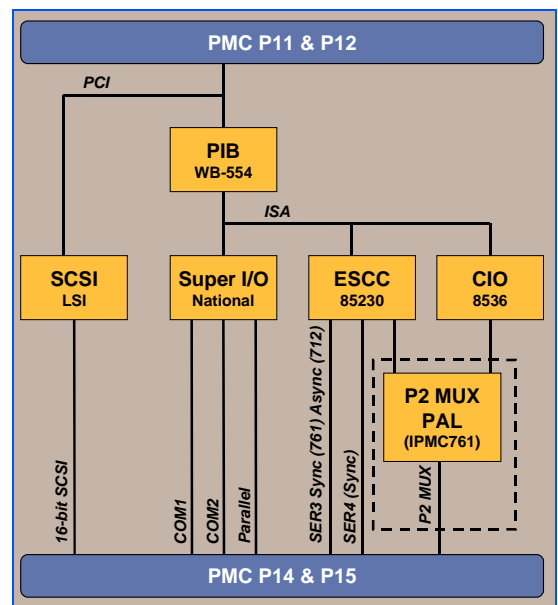 PMC P11 & P12
PCI
PIB
WB-554
ISA
SCSI
LSI
Super I/O
National
ESCC
85230
CIO
8536
P2 MUX
PAL
(IPMC761)
16-bit SCSI
COM1
COM2
Parallel
SER3 Sync (761) Async (712)
SER4 (Sync)
P2 MUX
PMC P14 & P15